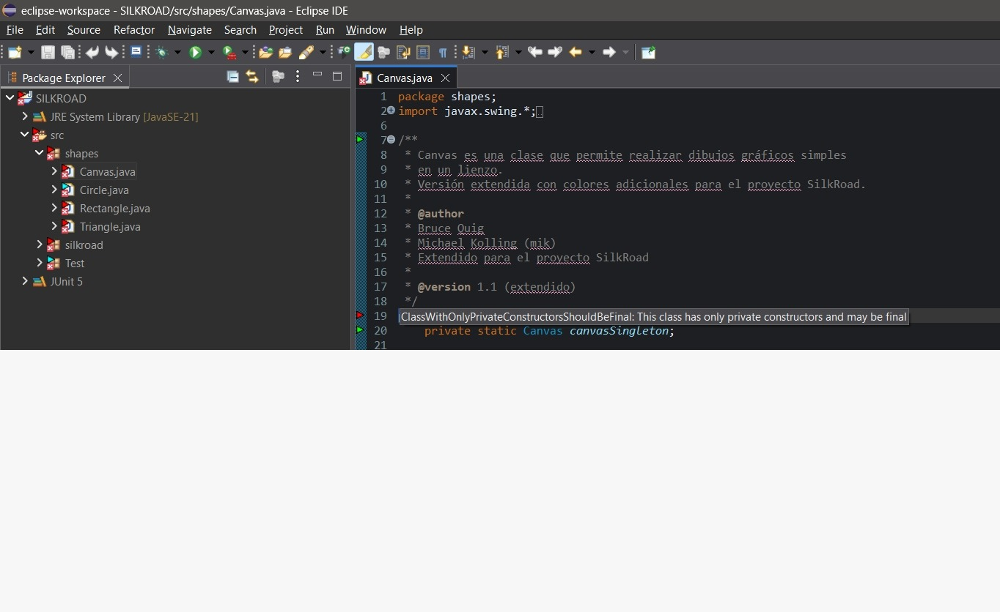 eclipse-workspace - SILKROAD/src/shapes/Canvas.java - Eclipse IDE
File Edit Source Refactor Navigate Search Project Run Window Help
Package Explorer
SILKROAD
JRE System Library [JavaSE-21]
src
shapes
Canvas.java
Circle.java
Rectangle.java
Triangle.java
silkroad
Test
JUnit 5
Canvas.java
1 package shapes;
2 import javax.swing.*;
6
7 /**
8 * Canvas es una clase que permite realizar dibujos gráficos simples
9 * en un lienzo.
10 * Versión extendida con colores adicionales para el proyecto SilkRoad.
11 *
12 * @author
13 * Bruce Quig
14 * Michael Kolling (mik)
15 * Extendido para el proyecto SilkRoad
16 *
17 * @version 1.1 (extendido)
18 */
19 ClassWithOnlyPrivateConstructorsShouldBeFinal: This class has only private constructors and may be final
20 private static Canvas canvasSingleton;
21